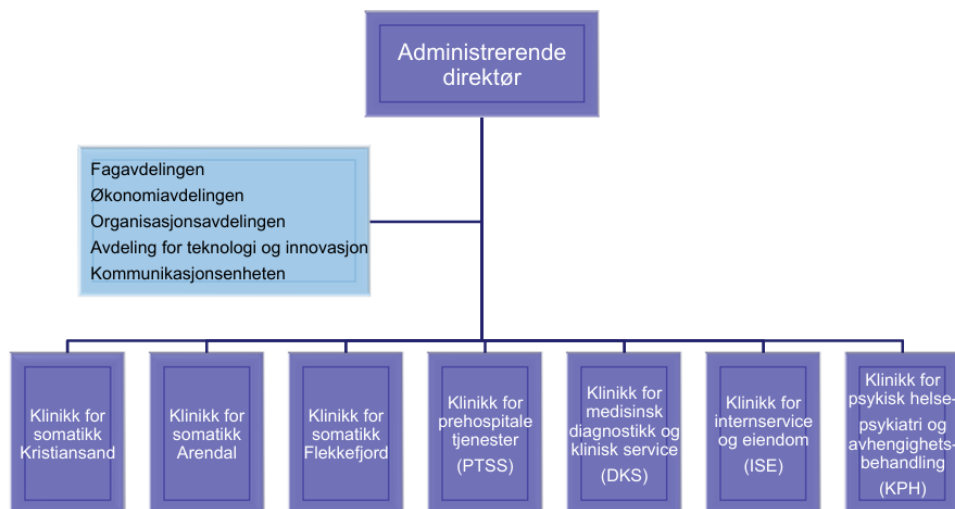 Administrerende
direktør
Fagavdelingen
Økonomiavdelingen
Organisasjonsavdelingen
Avdeling for teknologi og innovasjon
Kommunikasjonsenheten
Klinikk for
somatikk
Kristiansand
Klinikk for
somatikk
Arendal
Klinikk for
somatikk
Flekkefjord
Klinikk for
prehospitale
tjenester
(PTSS)
Klinikk for
medisinsk
diagnostikk og
klinisk service
(DKS)
Klinikk for
internservice
og eiendom
(ISE)
Klinikk for
psykisk helse-
psykiatri og
avhengighets-
behandling
(KPH)